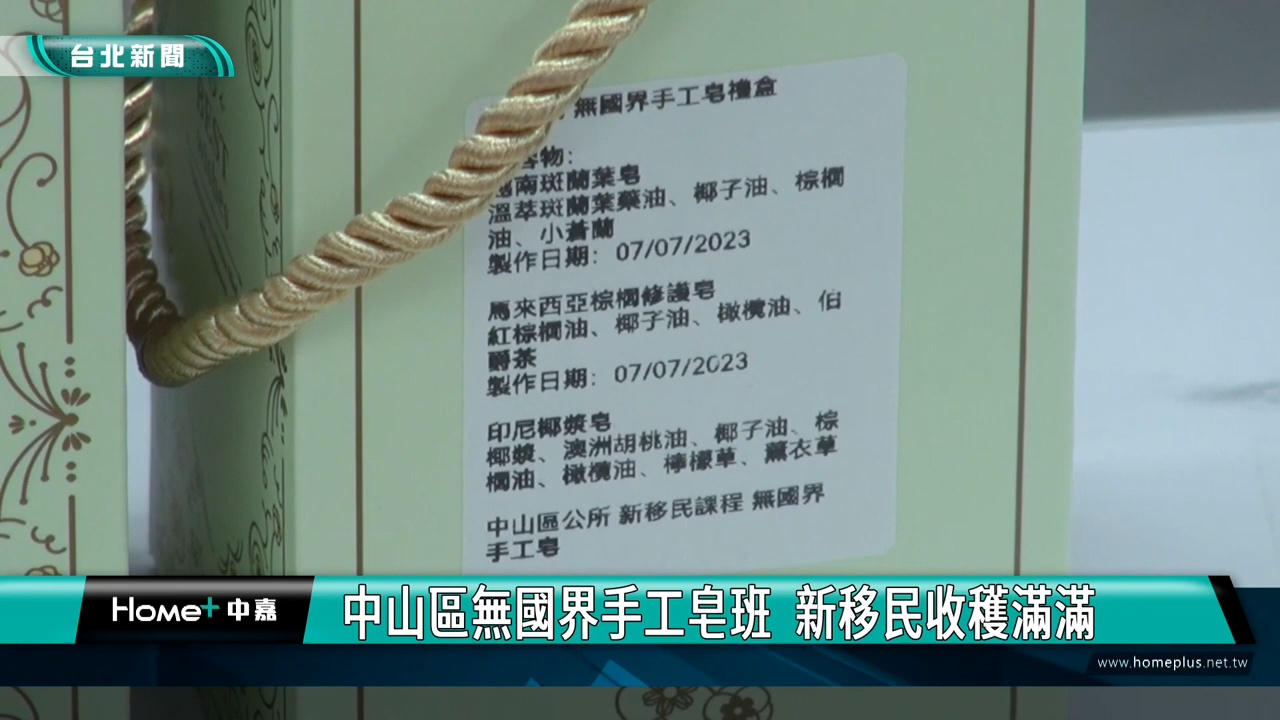 台北新聞
無國界手工皂禮盒
容物：
越南斑蘭葉皂
溫萃斑蘭葉藥油、椰子油、棕櫚
油、小蒼蘭
製作日期：07/07/2023
馬來西亞棕櫚修護皂
紅棕櫚油、椰子油、橄欖油、伯
爵茶
製作日期：07/07/2023
印尼椰漿皂
椰漿、澳洲胡桃油、椰子油、棕
櫚油、橄欖油、檸檬草、薰衣草
中山區公所 新移民課程 無國界
手工皂
Home+中嘉
中山區無國界手工皂班 新移民收穫滿滿
www.homeplus.net.tw